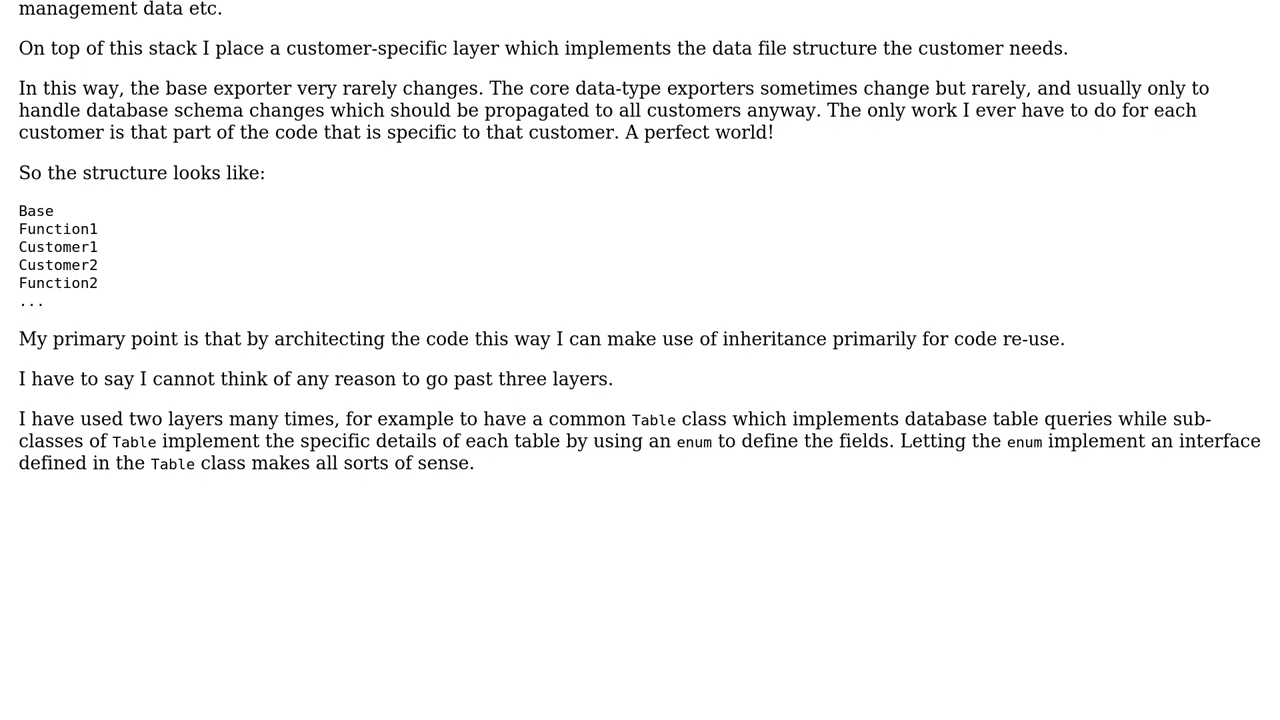 management data etc.
On top of this stack I place a customer-specific layer which implements the data file structure the customer needs.
In this way, the base exporter very rarely changes. The core data-type exporters sometimes change but rarely, and usually only to
handle database schema changes which should be propagated to all customers anyway. The only work I ever have to do for each
customer is that part of the code that is specific to that customer. A perfect world!
So the structure looks like:
Base
Function1
Customer1
Customer2
Function2
...
My primary point is that by architecting the code this way I can make use of inheritance primarily for code re-use.
I have to say I cannot think of any reason to go past three layers.
I have used two layers many times, for example to have a common Table class which implements database table queries while sub-
classes of Table implement the specific details of each table by using an enum to define the fields. Letting the enum implement an interface
defined in the Table class makes all sorts of sense.